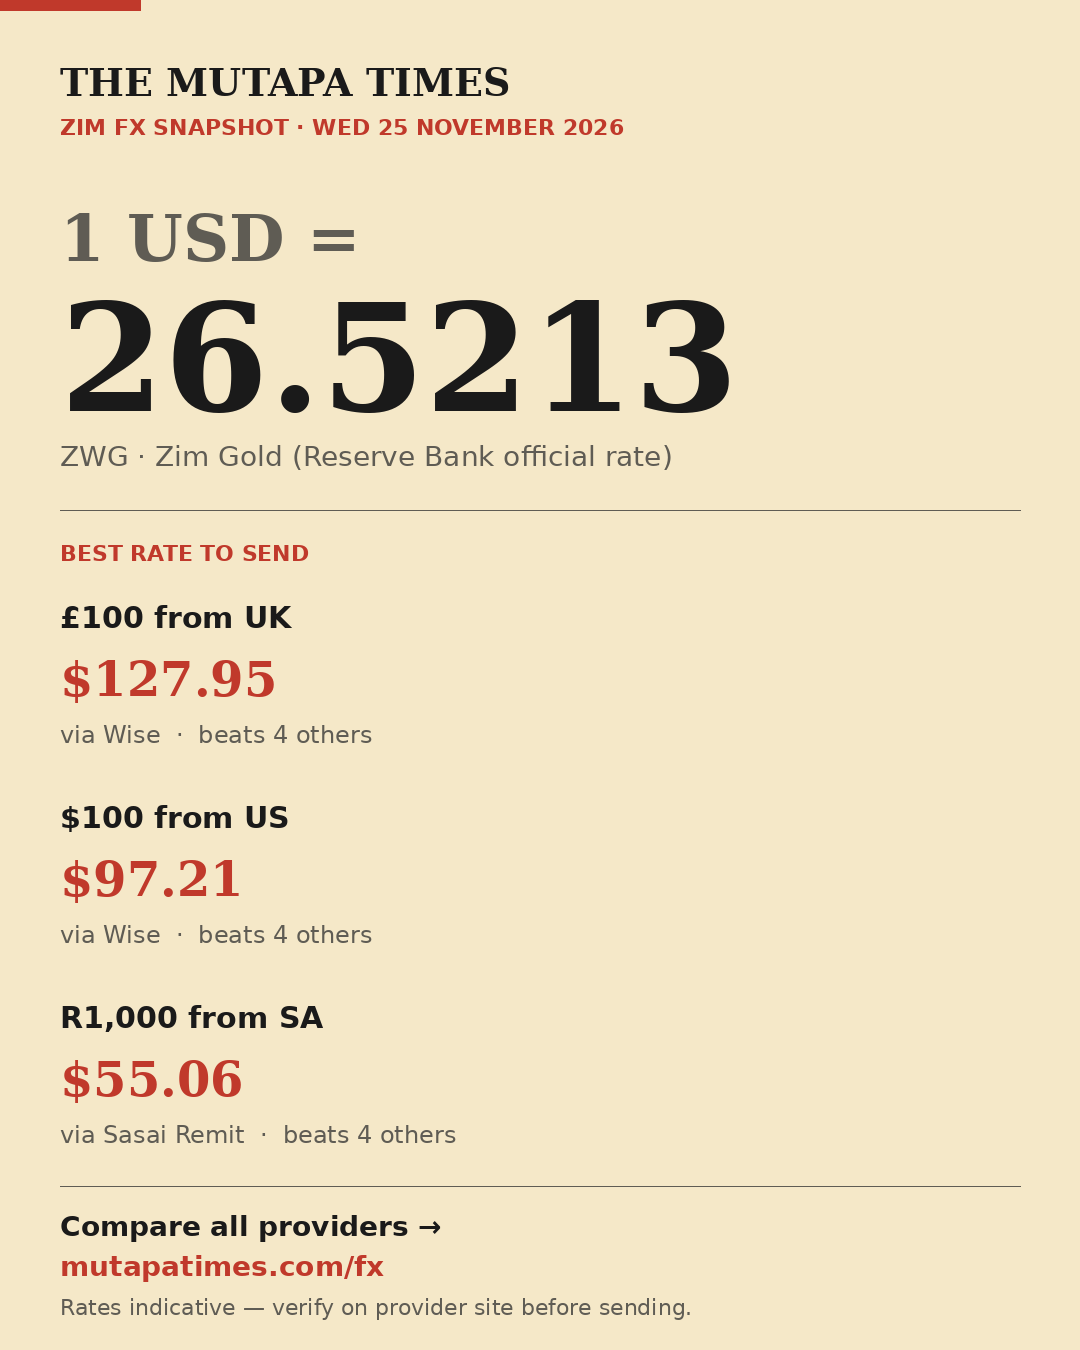 THE MUTAPA TIMES
ZIM FX SNAPSHOT · WED 25 NOVEMBER 2026
1 USD =
26.5213
ZWG · Zim Gold (Reserve Bank official rate)
BEST RATE TO SEND
£100 from UK
$127.95
via Wise · beats 4 others
$100 from US
$97.21
via Wise · beats 4 others
R1,000 from SA
$55.06
via Sasai Remit · beats 4 others
Compare all providers →
mutapatimes.com/fx
Rates indicative — verify on provider site before sending.